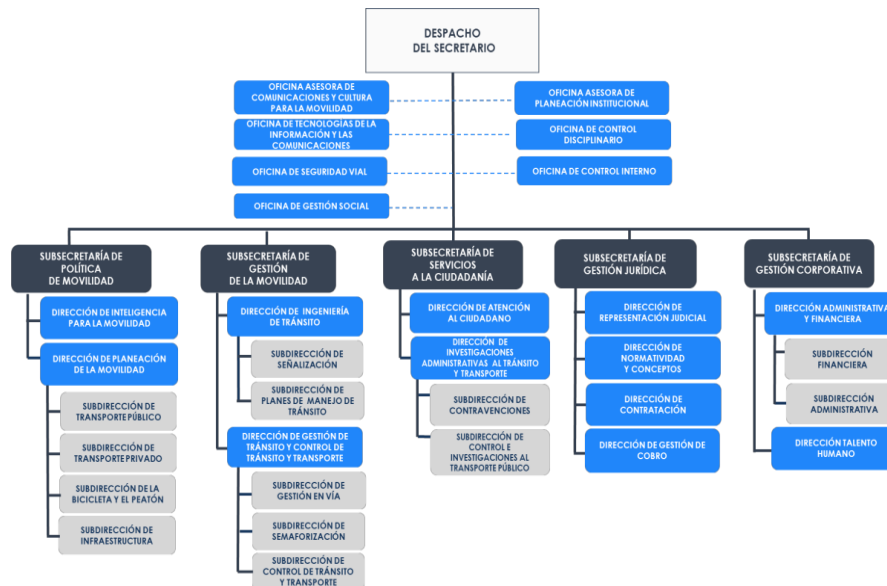 DESPACHO
DEL SECRETARIO
OFICINA ASESORA DE
COMUNICACIONES Y CULTURA
PARA LA MOVILIDAD
OFICINA ASESORA DE
PLANEACIÓN INSTITUCIONAL
OFICINA DE TECNOLOGÍAS DE LA
INFORMACIÓN Y LAS
COMUNICACIONES
OFICINA DE CONTROL
DISCIPLINARIO
OFICINA DE SEGURIDAD VIAL
OFICINA DE CONTROL INTERNO
OFICINA DE GESTIÓN SOCIAL
SUBSECRETARÍA DE
POLÍTICA
DE MOVILIDAD
DIRECCIÓN DE INTELIGENCIA
PARA LA MOVILIDAD
DIRECCIÓN DE PLANEACIÓN
DE LA MOVILIDAD
SUBDIRECCIÓN DE
TRANSPORTE PÚBLICO
SUBDIRECCIÓN DE
TRANSPORTE PRIVADO
SUBDIRECCIÓN DE LA
BICICLETA Y EL PEATÓN
SUBDIRECCIÓN DE
INFRAESTRUCTURA
SUBSECRETARÍA DE
GESTIÓN
DE LA MOVILIDAD
DIRECCIÓN DE INGENIERÍA
DE TRÁNSITO
SUBDIRECCIÓN DE
SEÑALIZACIÓN
SUBDIRECCIÓN DE
PLANES DE MANEJO DE
TRÁNSITO
DIRECCIÓN DE GESTIÓN DE
TRÁNSITO Y CONTROL DE
TRÁNSITO Y TRANSPORTE
SUBDIRECCIÓN DE
GESTIÓN EN VÍA
SUBDIRECCIÓN DE
SEMAFORIZACIÓN
SUBDIRECCIÓN DE
CONTROL DE TRÁNSITO
Y TRANSPORTE
SUBSECRETARÍA DE
SERVICIOS
A LA CIUDADANÍA
DIRECCIÓN DE ATENCIÓN
AL CIUDADANO
DIRECCIÓN DE
INVESTIGACIONES
ADMINISTRATIVAS AL TRÁNSITO
Y TRANSPORTE
SUBDIRECCIÓN DE
CONTRAVENCIONES
SUBDIRECCIÓN DE
CONTROL E
INVESTIGACIONES AL
TRANSPORTE PÚBLICO
SUBSECRETARÍA DE
GESTIÓN JURÍDICA
DIRECCIÓN DE
REPRESENTACIÓN JUDICIAL
DIRECCIÓN DE
NORMATIVIDAD
Y CONCEPTOS
DIRECCIÓN DE
CONTRATACIÓN
DIRECCIÓN DE GESTIÓN DE
COBRO
SUBSECRETARÍA DE
GESTIÓN CORPORATIVA
DIRECCIÓN ADMINISTRATIVA
Y FINANCIERA
SUBDIRECCIÓN
FINANCIERA
SUBDIRECCIÓN
ADMINISTRATIVA
DIRECCIÓN TALENTO
HUMANO